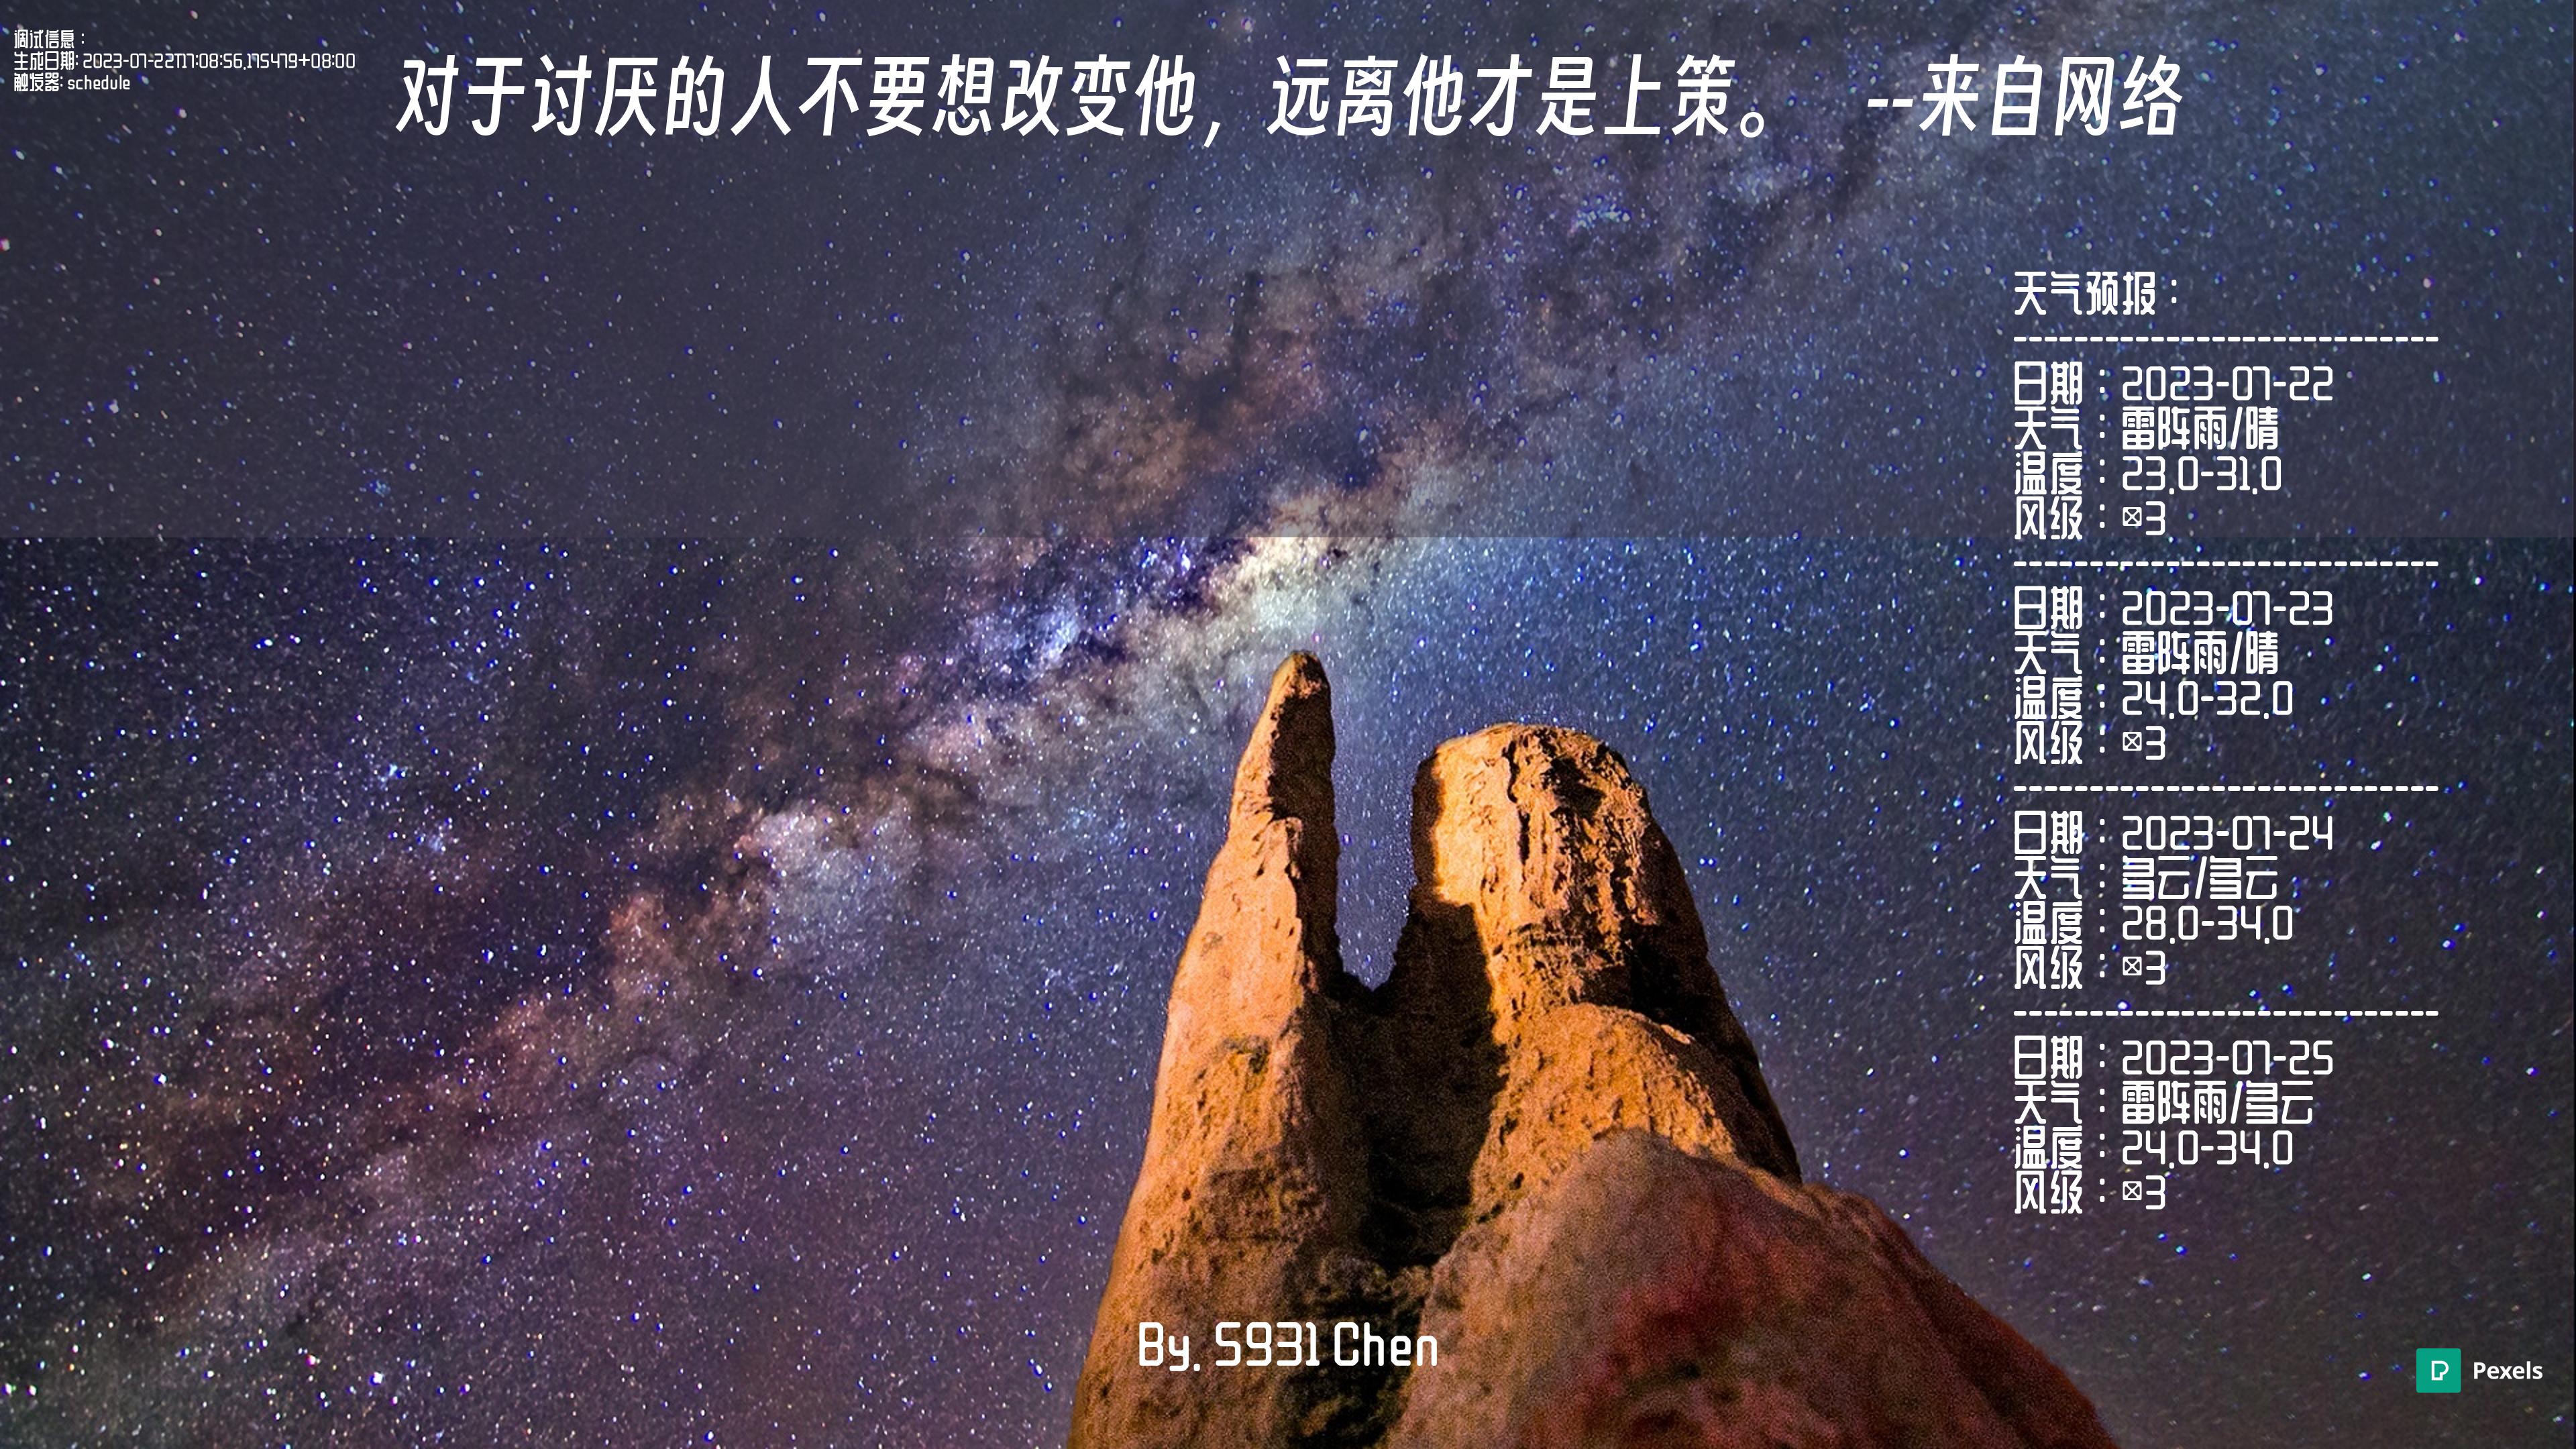 调试信息：
生成日期: 2023-07-22T17:08:56.175479+08:00
触发器: schedule
对于讨厌的人不要想改变他，远离他才是上策。 --来自网络
天气预报：
----------------------------
日期：2023-07-22
天气：雷阵雨/晴
温度：23.0-31.0
风级：☒3
----------------------------
日期：2023-07-23
天气：雷阵雨/晴
温度：24.0-32.0
风级：☒3
----------------------------
日期：2023-07-24
天气：多云/多云
温度：28.0-34.0
风级：☒3
----------------------------
日期：2023-07-25
天气：雷阵雨/多云
温度：24.0-34.0
风级：☒3
By. 5931 Chen
Pexels